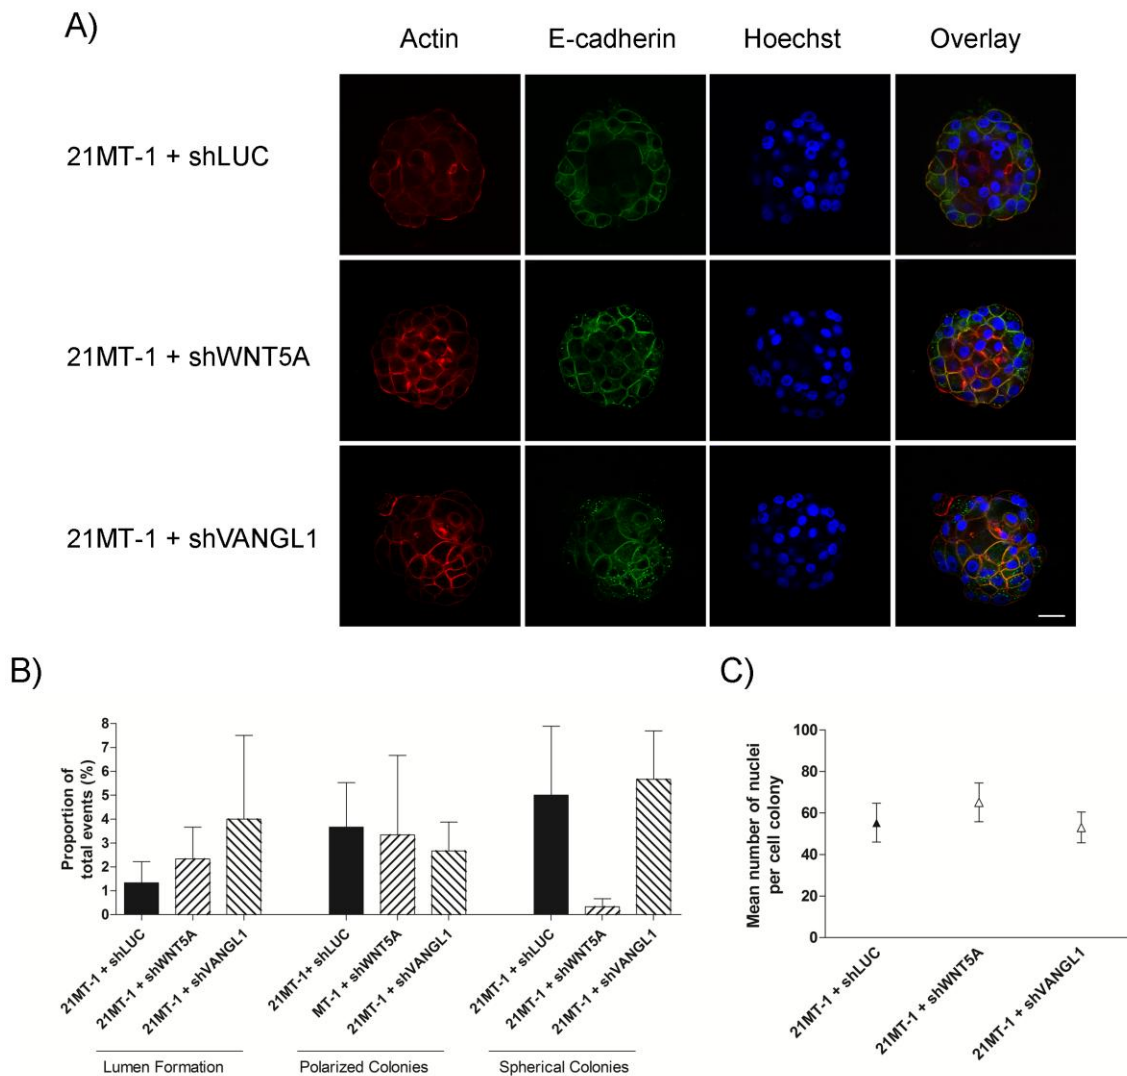 A)
Actin E-cadherin Hoechst Overlay
21MT-1 + shLUC
21MT-1 + shWNT5A
21MT-1 + shVANGL1
B)
Proportion of
total events (%)
8
7
6
5
4
3
2
1
0
21MT-1+ shLUC
21MT-1 + shWNT5A
21MT-1 + shVANGL1
21MT-1+ shLUC
MT-1 + shWNT5A
21MT-1 + shVANGL1
21MT-1 + shLUC
21MT-1 + shWNT5A
21MT-1 + shVANGL1
Lumen Formation Polarized Colonies Spherical Colonies
C)
Mean number of nuclei
per cell colony
100
80
60
40
20
0
21MT-1 + shLUC
21MT-1 + shWNT5A
21MT-1 + shVANGL1